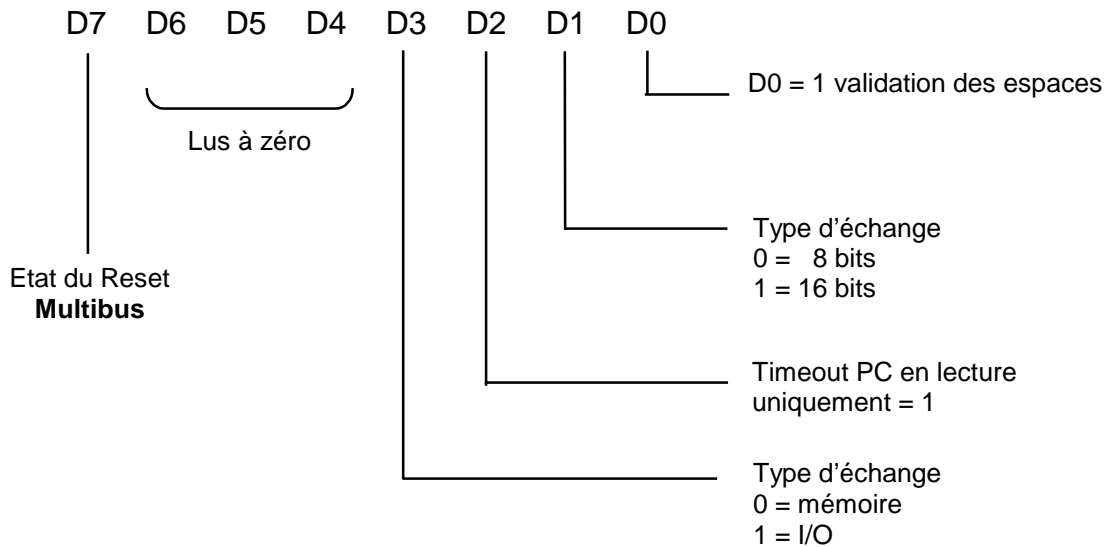 D7 D6 D5 D4 D3 D2 D1 D0
D0 = 1 validation des espaces
Lus à zéro
Type d'échange
0 = 8 bits
1 = 16 bits
Etat du Reset
Multibus
Timeout PC en lecture
uniquement = 1
Type d'échange
0 = mémoire
1 = I/O